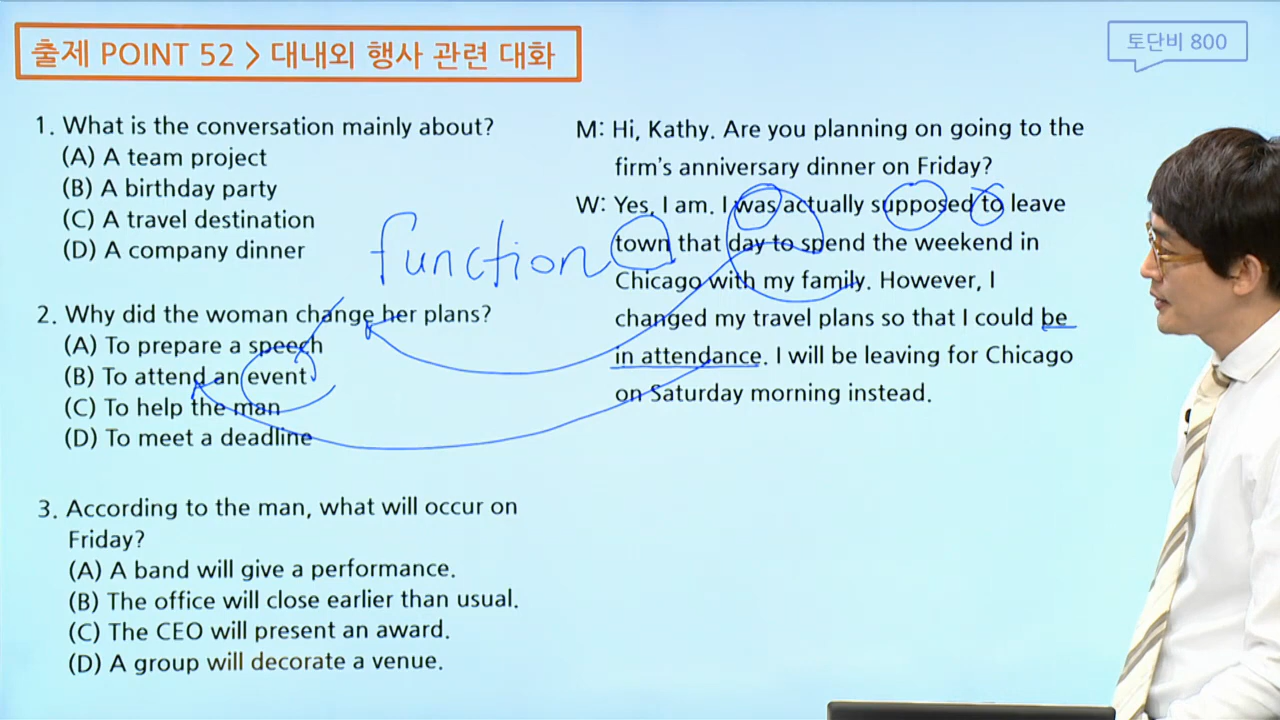 출제 POINT 52 > 대내외 행사 관련 대화
토단비 800
1. What is the conversation mainly about?
(A) A team project
(B) A birthday party
(C) A travel destination
(D) A company dinner
2. Why did the woman change her plans?
(A) To prepare a speech
(B) To attend an event
(C) To help the man
(D) To meet a deadline
3. According to the man, what will occur on
Friday?
(A) A band will give a performance.
(B) The office will close earlier than usual.
(C) The CEO will present an award.
(D) A group will decorate a venue.
function
M: Hi, Kathy. Are you planning on going to the
firm's anniversary dinner on Friday?
W: Yes, I am. I was actually supposed to leave
town that day to spend the weekend in
Chicago with my family. However, I
changed my travel plans so that I could be
in attendance. I will be leaving for Chicago
on Saturday morning instead.